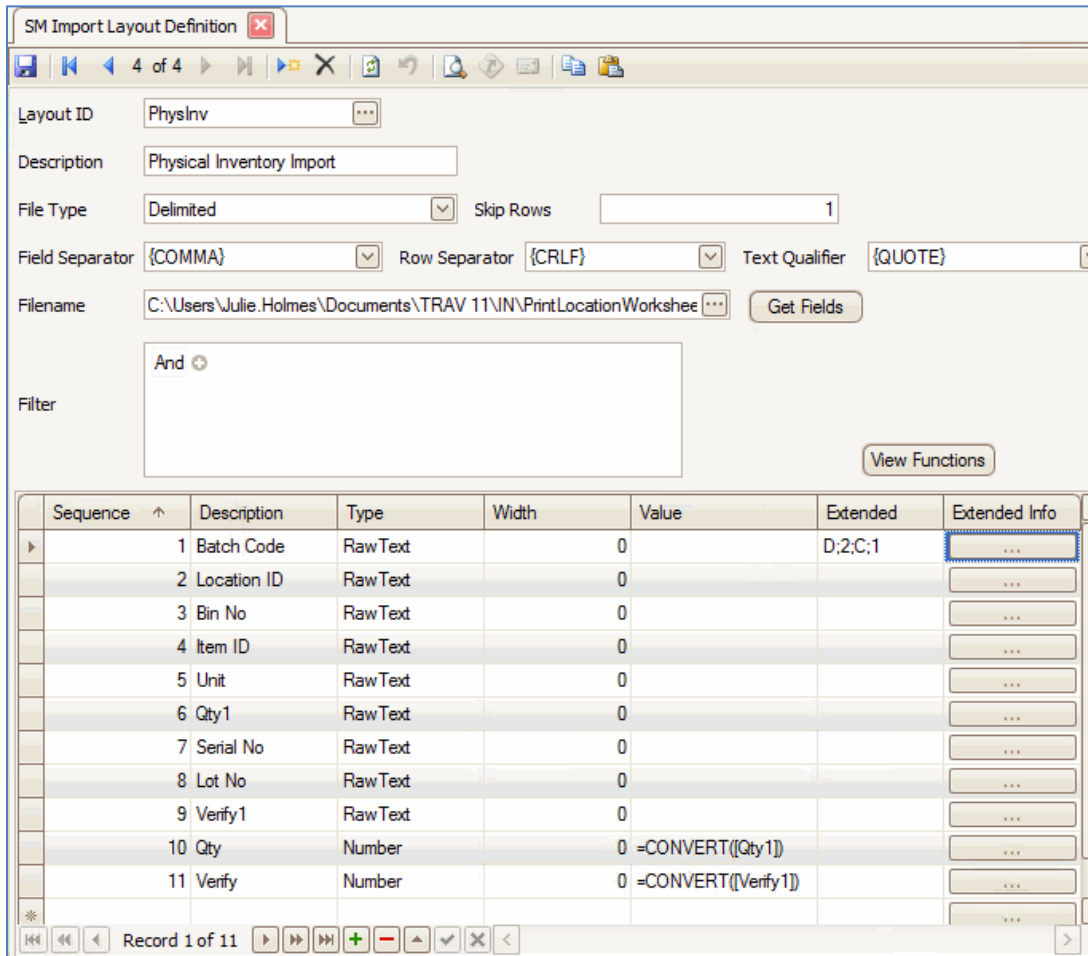 SM Import Layout Definition
4 of 4
Layout ID PhysInv ...
Description Physical Inventory Import
File Type Delimited Skip Rows 1
Field Separator {COMMA} Row Separator {CRLF} Text Qualifier {QUOTE}
Filename C:\Users\Julie.Holmes\Documents\TRAV 11\IN\PrintLocationWorkshee ... Get Fields
And
Filter
View Functions
Sequence Description Type Width Value Extended Extended Info
1 Batch Code RawText 0 D;2;C;1 ...
2 Location ID RawText 0 ...
3 Bin No RawText 0 ...
4 Item ID RawText 0 ...
5 Unit RawText 0 ...
6 Qty1 RawText 0 ...
7 Serial No RawText 0 ...
8 Lot No RawText 0 ...
9 Verify1 RawText 0 ...
10 Qty Number 0 =CONVERT([Qty1]) ...
11 Verify Number 0 =CONVERT([Verify1]) ...
...
Record 1 of 11